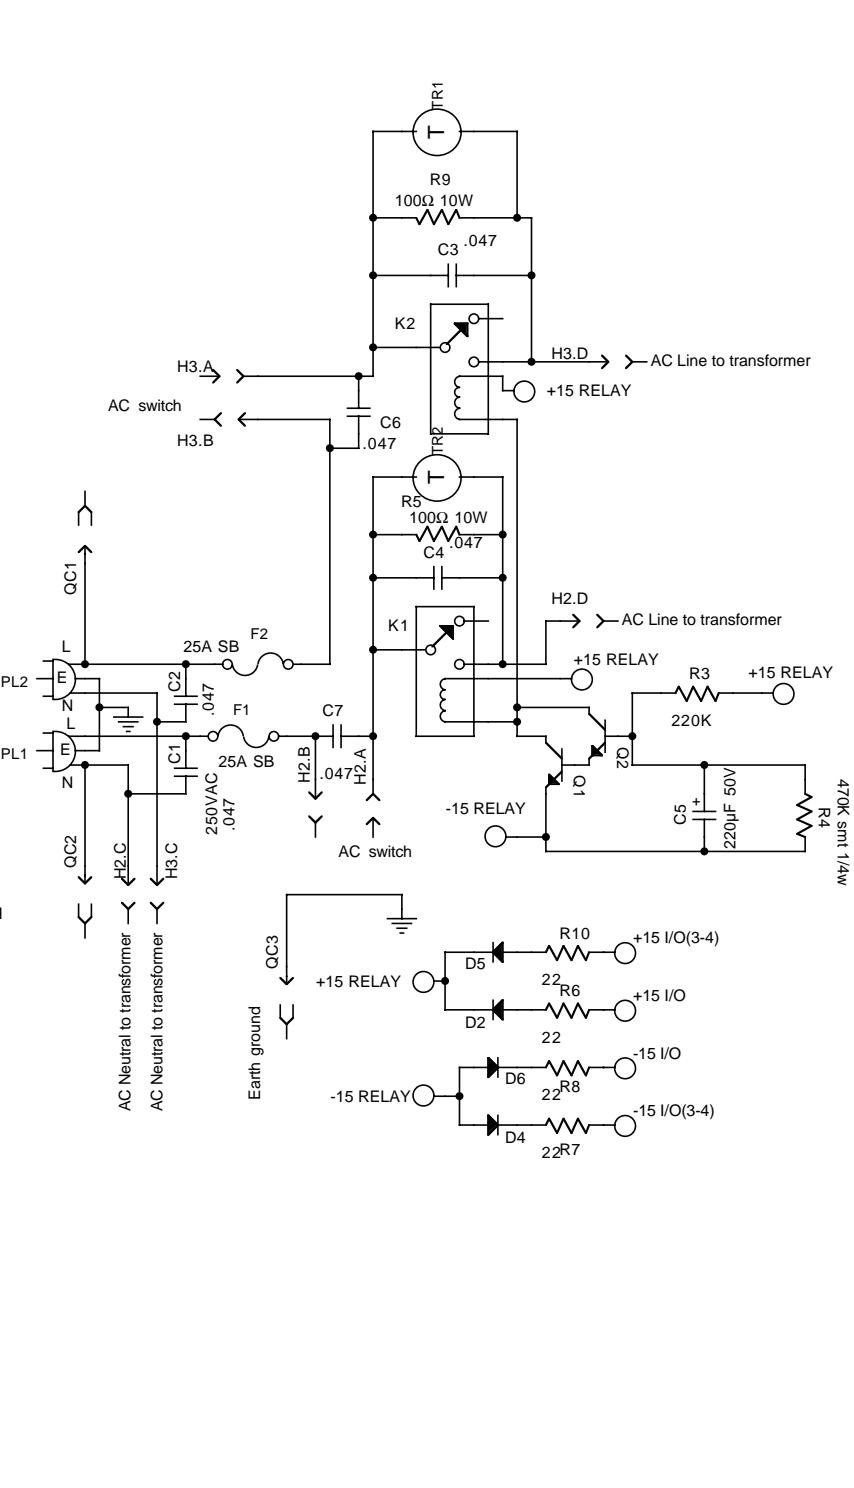 TR1
T
R9
100Ω 10W
.047
C3
K2
H3.A
H3.D
AC Line to transformer
+15 RELAY
AC switch
C6
H3.B
.047
TR2
T
R5
100Ω 10W
.047
C4
QC1
H2.D
K1
AC Line to transformer
F2
L
25A SB
+15 RELAY
R3
+15 RELAY
PL2
E
C2
.047
N
220K
L
F1
C7
PL1
E
C1
25A SB
H2.B
.047
H2.A
Q2
Q1
N
250VAC
.047
-15 RELAY
C5
+
220µF 50V
R4
470K smt 1/4w
AC switch
QC2
H2.C
H3.C
QC3
R10
+15 I/O(3-4)
D5
+15 RELAY
22
R6
+15 I/O
D2
22
AC Neutral to transformer
AC Neutral to transformer
Earth ground
-15 I/O
D6
22
R8
-15 RELAY
-15 I/O(3-4)
D4
22
R7